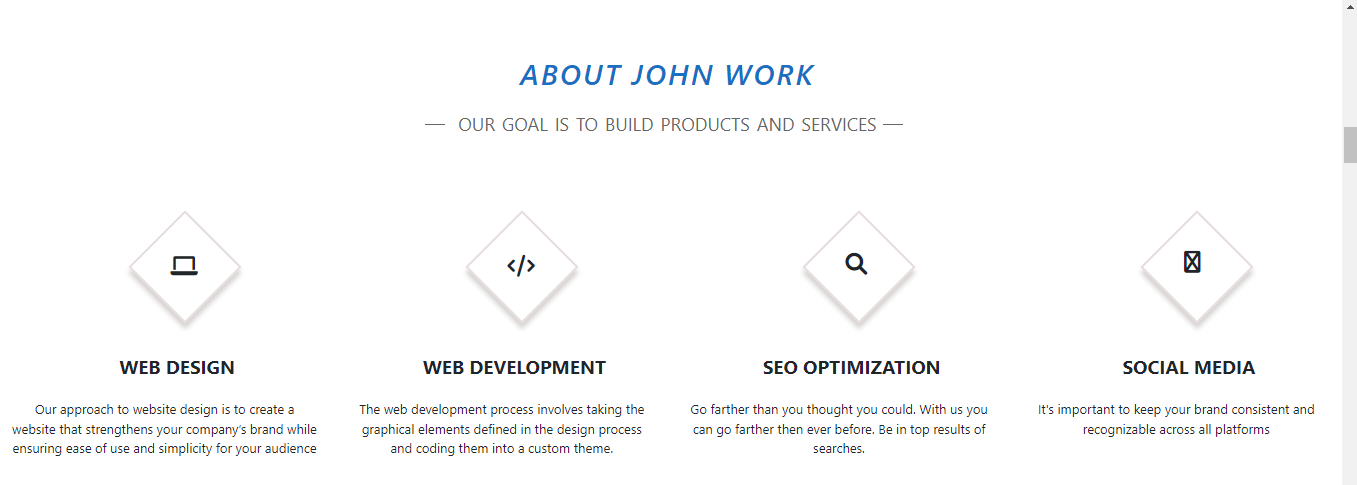 ABOUT JOHN WORK
OUR GOAL IS TO BUILD PRODUCTS AND SERVICES
WEB DESIGN
Our approach to website design is to create a
website that strengthens your company's brand while
ensuring ease of use and simplicity for your audience
WEB DEVELOPMENT
The web development process involves taking the
graphical elements defined in the design process
and coding them into a custom theme.
SEO OPTIMIZATION
Go farther than you thought you could. With us you
can go farther then ever before. Be in top results of
searches.
SOCIAL MEDIA
It's important to keep your brand consistent and
recognizable across all platforms